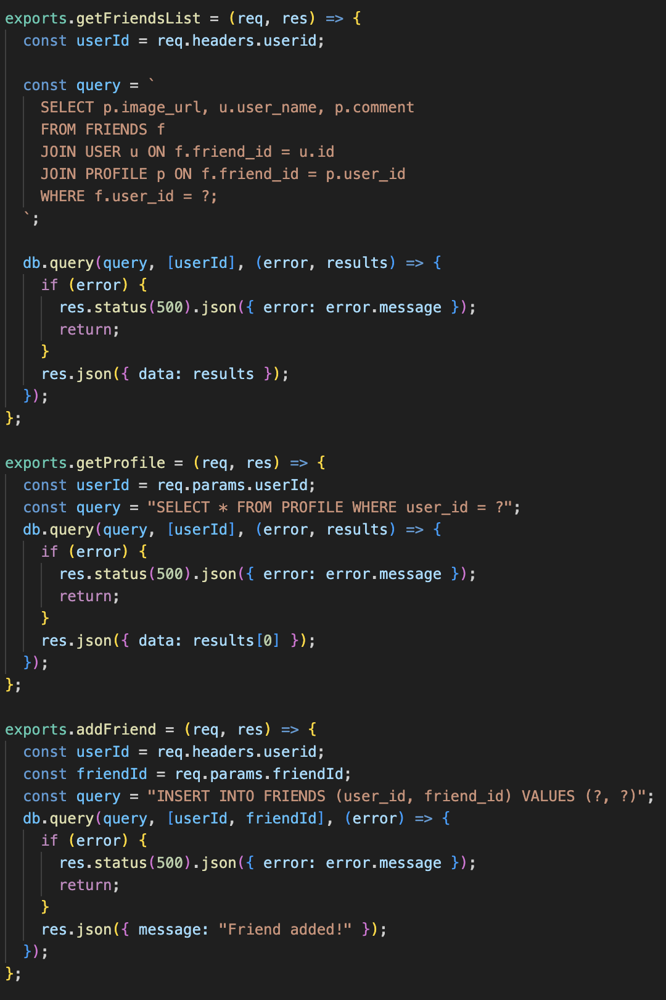 exports.getFriendsList = (req, res) => {
  const userId = req.headers.userid;

  const query = `
    SELECT p.image_url, u.user_name, p.comment
    FROM FRIENDS f
    JOIN USER u ON f.friend_id = u.id
    JOIN PROFILE p ON f.friend_id = p.user_id
    WHERE f.user_id = ?;
  `;

  db.query(query, [userId], (error, results) => {
    if (error) {
      res.status(500).json({ error: error.message });
      return;
    }
    res.json({ data: results });
  });
};

exports.getProfile = (req, res) => {
  const userId = req.params.userId;
  const query = "SELECT * FROM PROFILE WHERE user_id = ?";
  db.query(query, [userId], (error, results) => {
    if (error) {
      res.status(500).json({ error: error.message });
      return;
    }
    res.json({ data: results[0] });
  });
};

exports.addFriend = (req, res) => {
  const userId = req.headers.userid;
  const friendId = req.params.friendId;
  const query = "INSERT INTO FRIENDS (user_id, friend_id) VALUES (?, ?)";
  db.query(query, [userId, friendId], (error) => {
    if (error) {
      res.status(500).json({ error: error.message });
      return;
    }
    res.json({ message: "Friend added!" });
  });
};